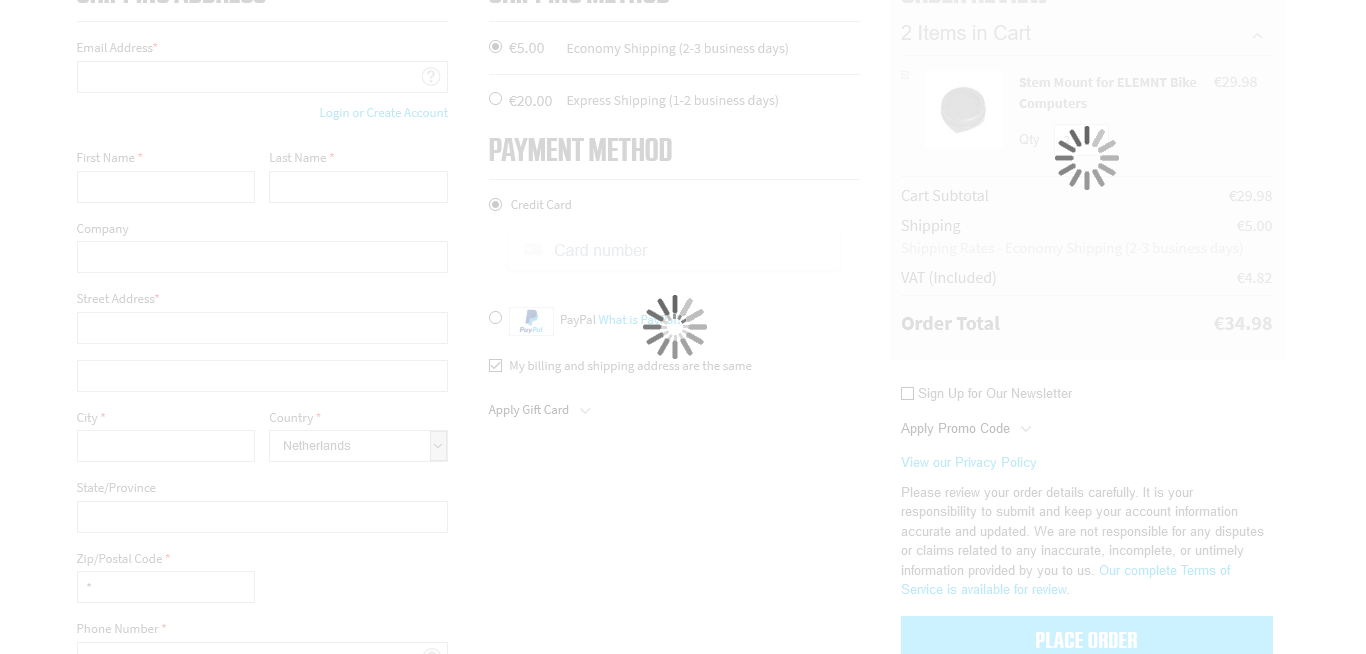 SHIPPING ADDRESS
Email Address*
Login or Create Account
First Name *
Last Name *
Company
Street Address*
City *
Country *
Netherlands
State/Province
Zip/Postal Code *
*
Phone Number *
SHIPPING METHOD
€5.00 Economy Shipping (2-3 business days)
€20.00 Express Shipping (1-2 business days)
PAYMENT METHOD
Credit Card
Card number
PayPal
PayPal What is
My billing and shipping address are the same
Apply Gift Card
ORDER REVIEW
2 Items in Cart
Stem Mount for ELEMNT Bike
Computers
€29.98
Qty
Cart Subtotal €29.98
Shipping €5.00
Shipping Rates - Economy Shipping (2-3 business days)
VAT (Included) €4.82
Order Total €34.98
Sign Up for Our Newsletter
Apply Promo Code
View our Privacy Policy
Please review your order details carefully. It is your
responsibility to submit and keep your account information
accurate and updated. We are not responsible for any disputes
or claims related to any inaccurate, incomplete, or untimely
information provided by you to us. Our complete Terms of
Service is available for review.
PLACE ORDER